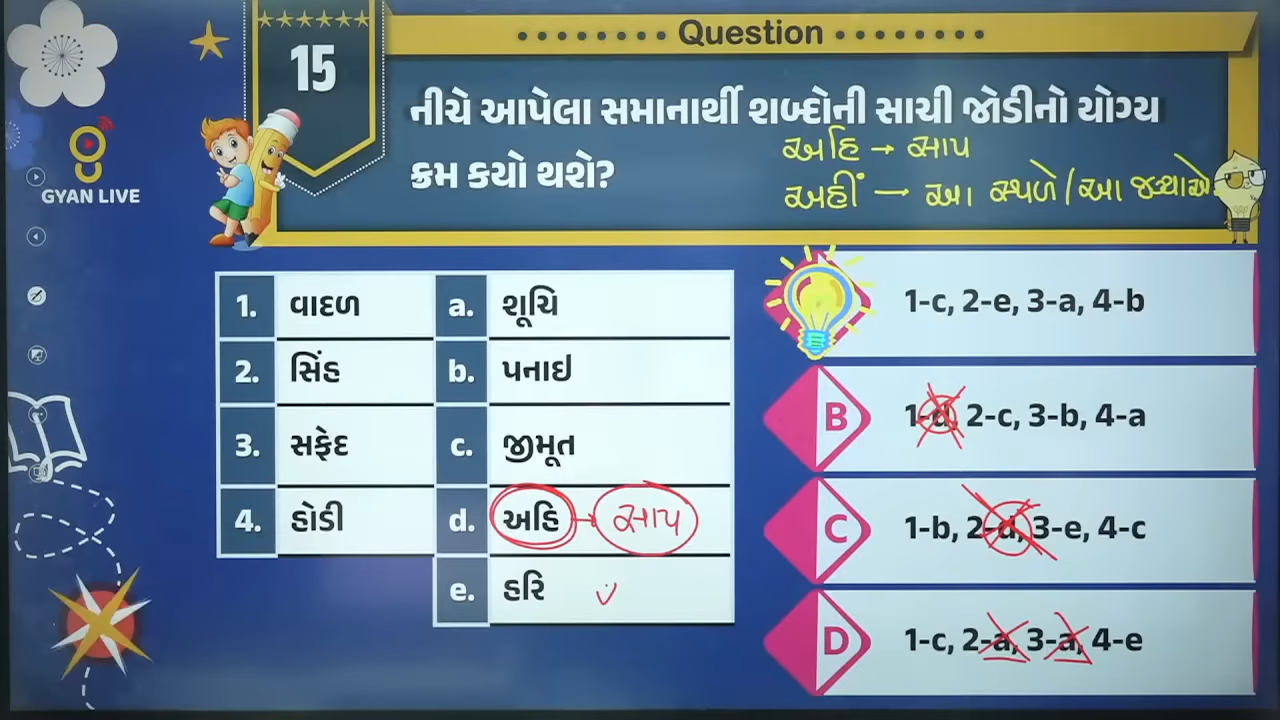 Question
15
નીચે આપેલા સમાનાર્થી શબ્દોની સાચી જોડીનો યોગ્ય
ક્રમ કયો થશે?
અહિ → સાપ
અહીં → આ સ્થળે/આ જગ્યાએ
GYAN LIVE
1. વાદળ a. શૂચિ
2. સિંહ b. પનાઈ
3. સફેદ c. જીમૂત
4. હોડી d. અહિ → સાપ
e. હરિ
1-c, 2-e, 3-a, 4-b
B 1-d, 2-c, 3-b, 4-a
C 1-b, 2-d, 3-e, 4-c
D 1-c, 2-a, 3-a, 4-e